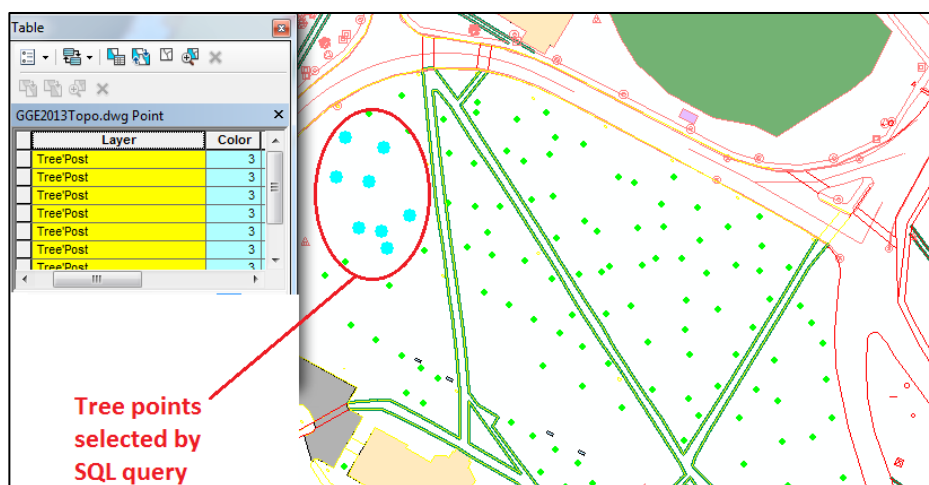 Table
GGE2013Topo.dwg Point
Layer Color
Tree'Post 3
Tree'Post 3
Tree'Post 3
Tree'Post 3
Tree'Post 3
Tree'Post 3
Tree'Post 3
Tree points
selected by
SQL query